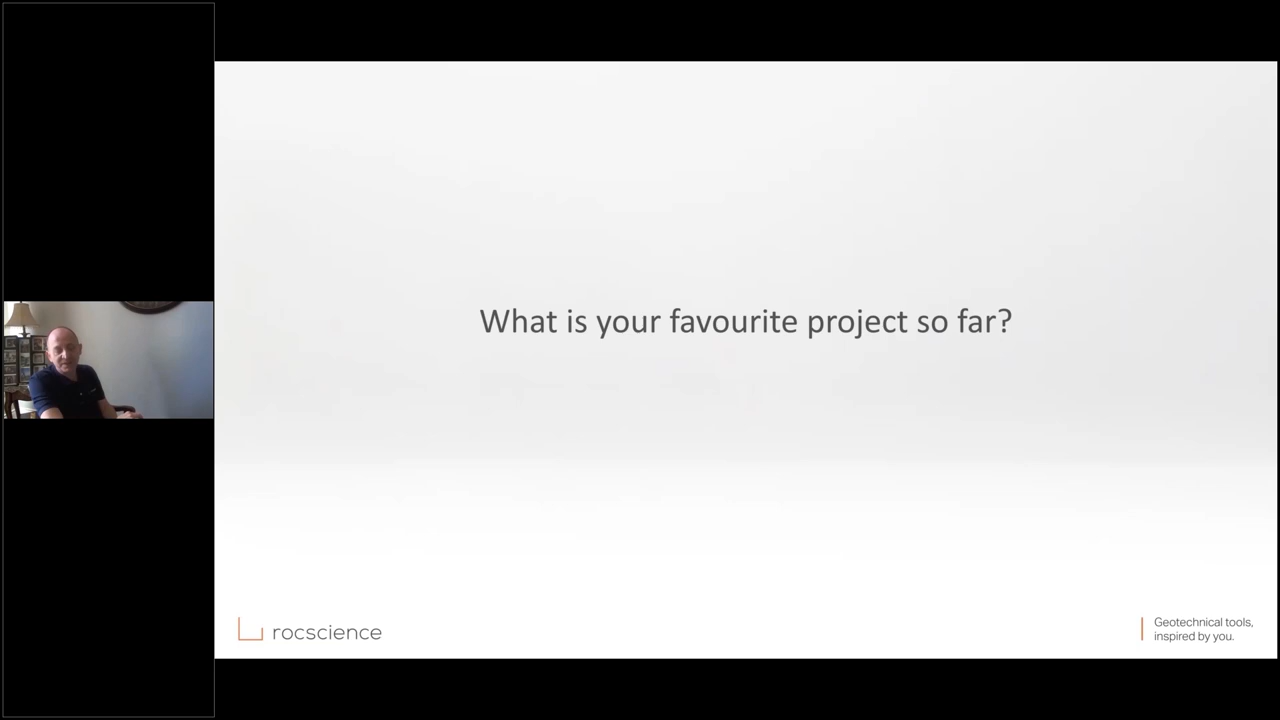 What is your favourite project so far?
rocscience
Geotechnical tools,
inspired by you.